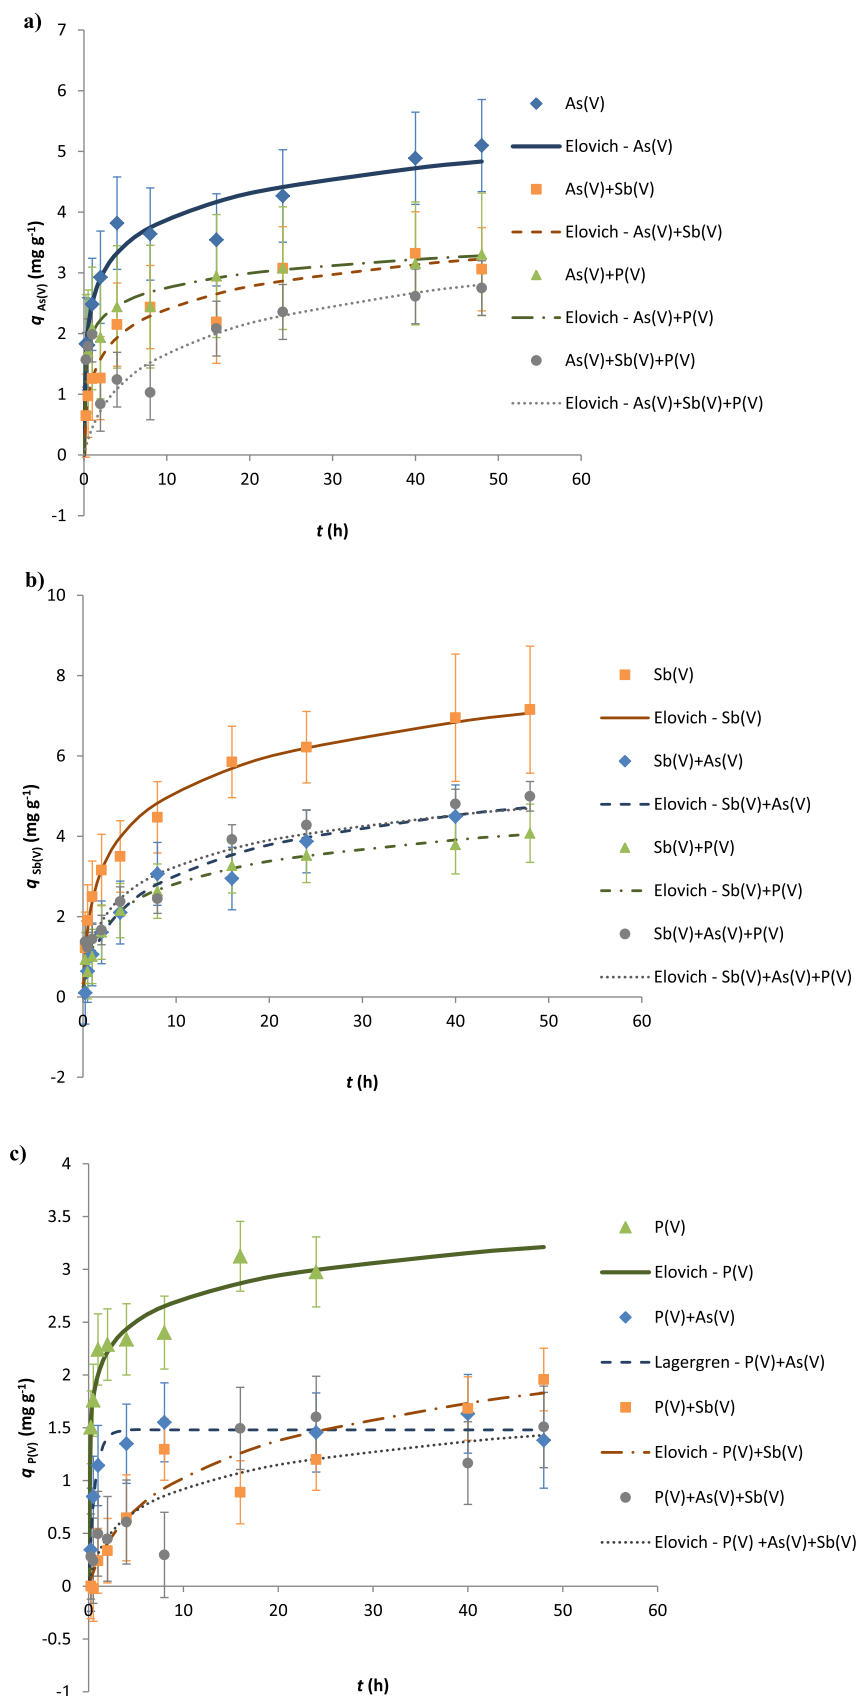 a)
7
6
5
4
3
2
1
0
-1
0
10
20
30
40
50
60
q As(V) (mg g-1)
t (h)
As(V)
Elovich - As(V)
As(V)+Sb(V)
Elovich - As(V)+Sb(V)
As(V)+P(V)
Elovich - As(V)+P(V)
As(V)+Sb(V)+P(V)
Elovich - As(V)+Sb(V)+P(V)
b)
10
8
6
4
2
0
-2
0
10
20
30
40
50
60
q Sb(V) (mg g-1)
t (h)
Sb(V)
Elovich - Sb(V)
Sb(V)+As(V)
Elovich - Sb(V)+As(V)
Sb(V)+P(V)
Elovich - Sb(V)+P(V)
Sb(V)+As(V)+P(V)
Elovich - Sb(V)+As(V)+P(V)
c)
4
3.5
3
2.5
2
1.5
1
0.5
0
-0.5
-1
0
10
20
30
40
50
60
q P(V) (mg g-1)
t (h)
P(V)
Elovich - P(V)
P(V)+As(V)
Lagergren - P(V)+As(V)
P(V)+Sb(V)
Elovich - P(V)+Sb(V)
P(V)+As(V)+Sb(V)
Elovich - P(V) +As(V)+Sb(V)